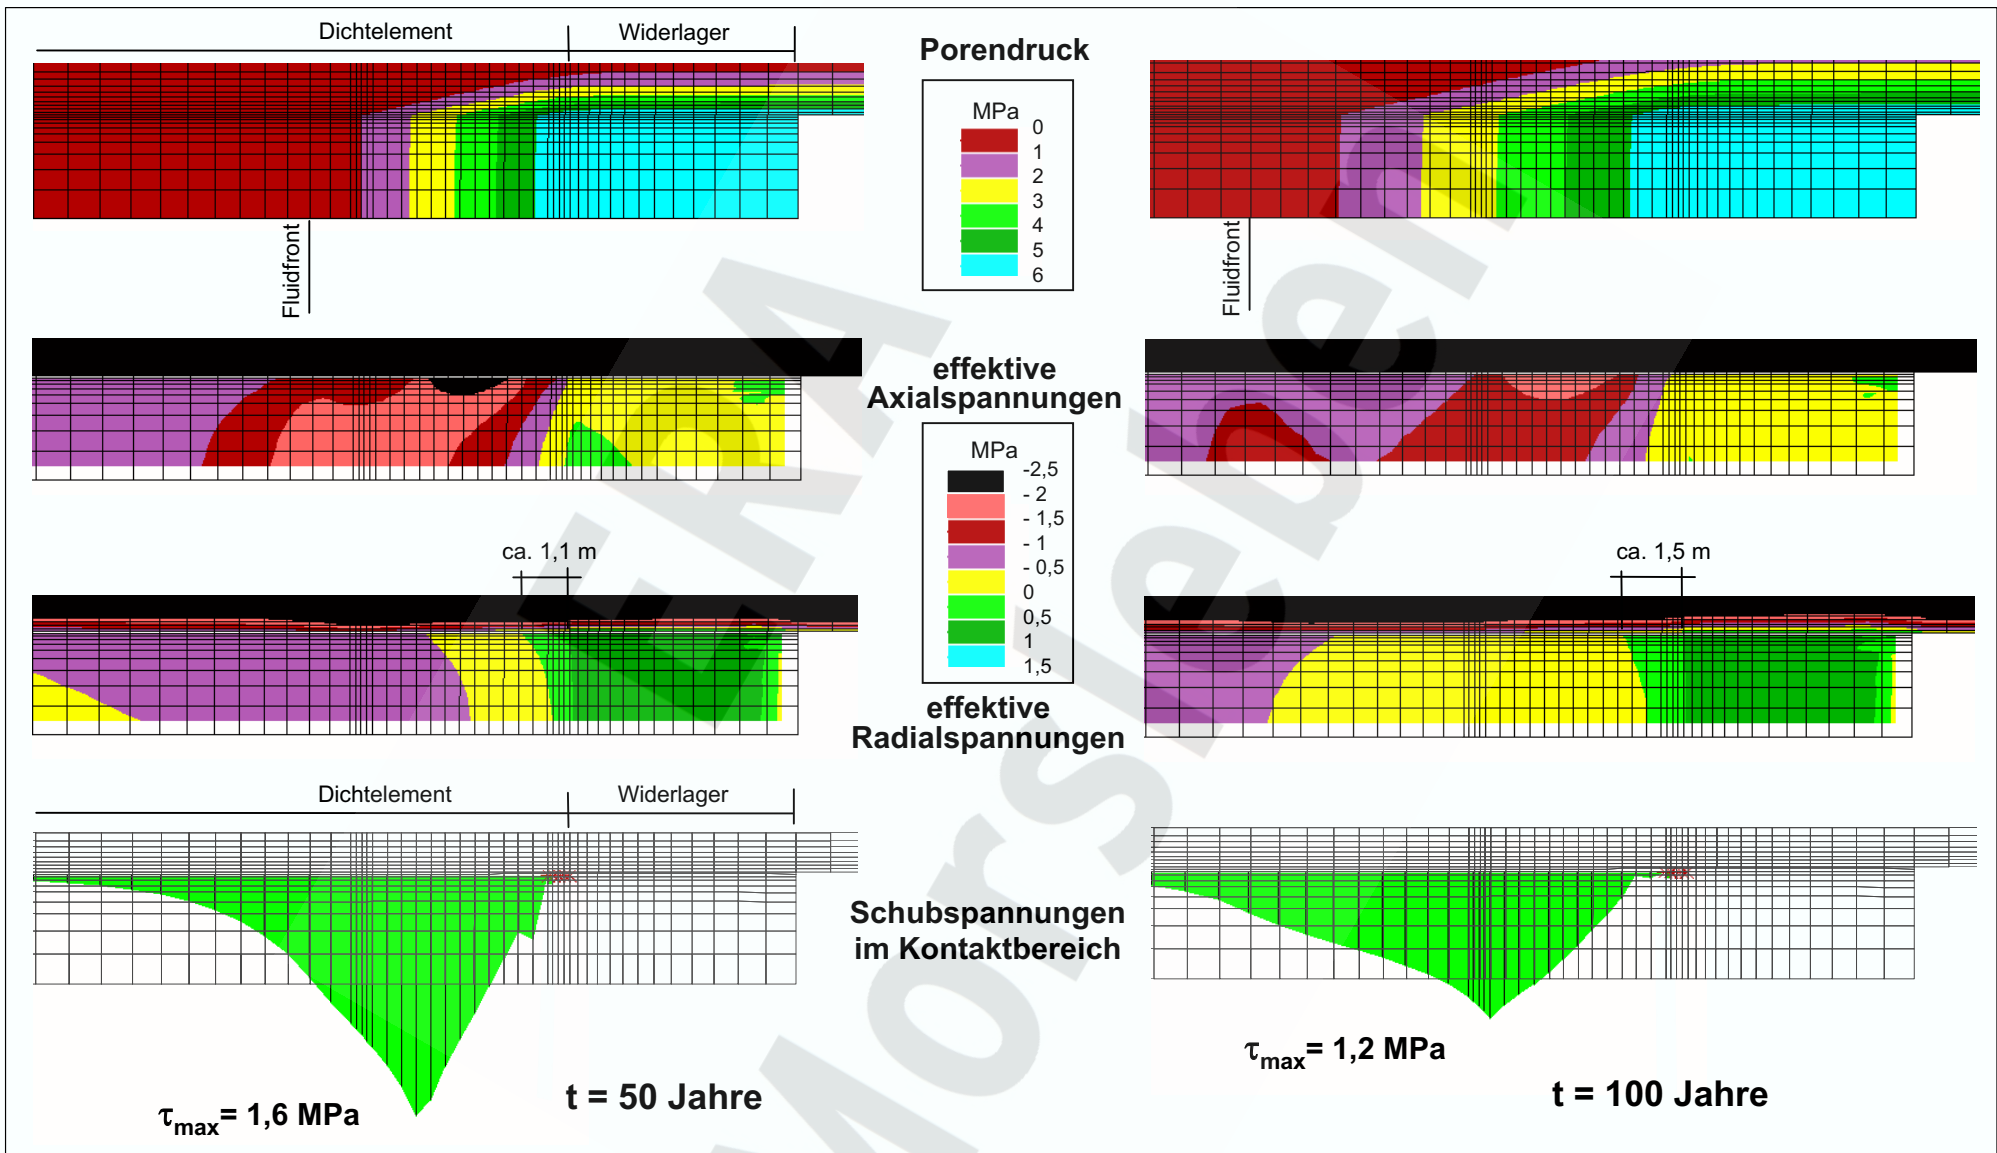 Dichtelement
Widerlager
Porendruck
MPa
0
1
2
3
4
5
6
Fluidfront
Fluidfront
effektive
Axialspannungen
MPa
-2,5
- 2
- 1,5
- 1
- 0,5
0
0,5
1
1,5
ca. 1,1 m
ca. 1,5 m
effektive
Radialspannungen
Dichtelement
Widerlager
Schubspannungen
im Kontaktbereich
τmax= 1,6 MPa
t = 50 Jahre
τmax= 1,2 MPa
t = 100 Jahre
ERA
Morsleben